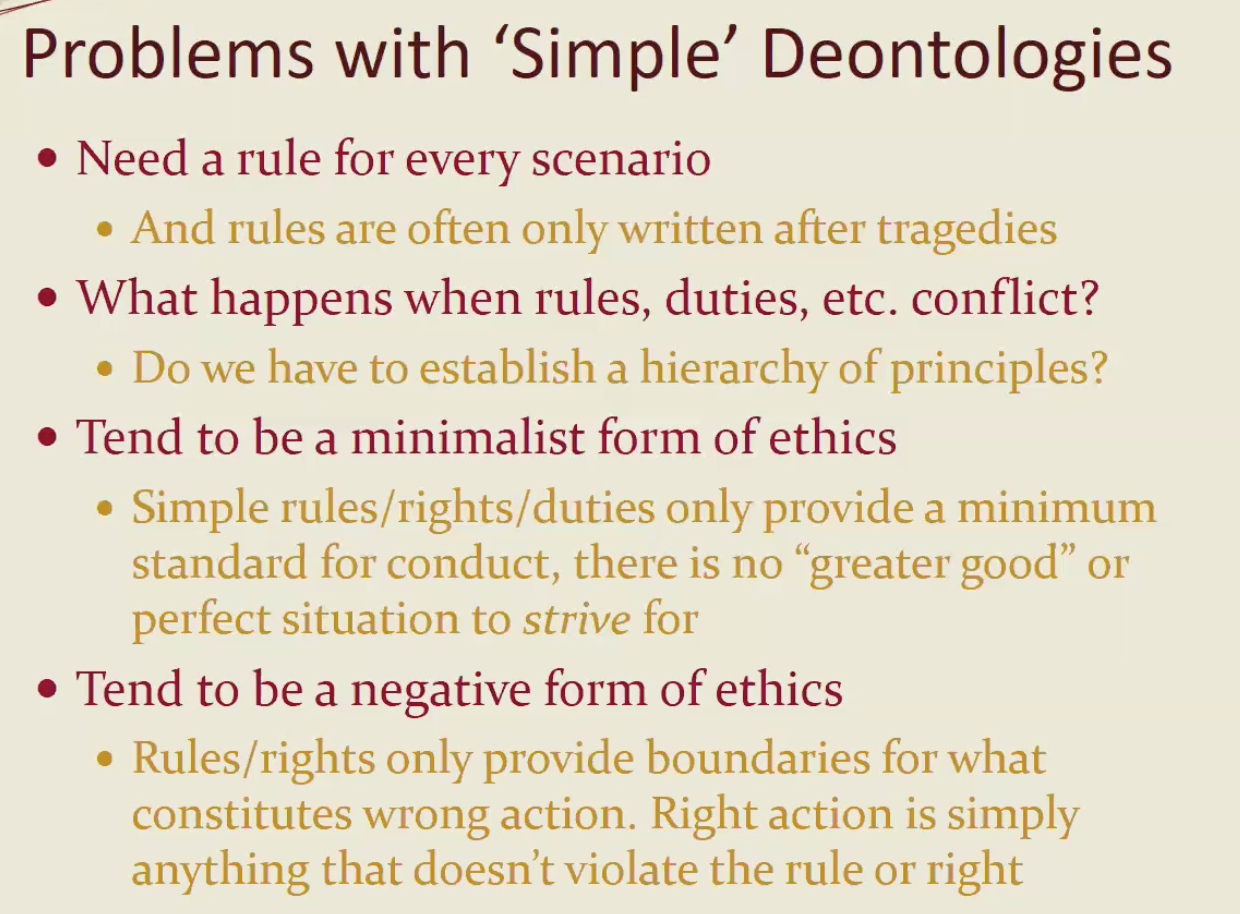 Problems with ‘Simple’ Deontologies
• Need a rule for every scenario
• And rules are often only written after tragedies
• What happens when rules, duties, etc. conflict?
• Do we have to establish a hierarchy of principles?
• Tend to be a minimalist form of ethics
• Simple rules/rights/duties only provide a minimum
standard for conduct, there is no “greater good” or
perfect situation to strive for
• Tend to be a negative form of ethics
• Rules/rights only provide boundaries for what
constitutes wrong action. Right action is simply
anything that doesn’t violate the rule or right